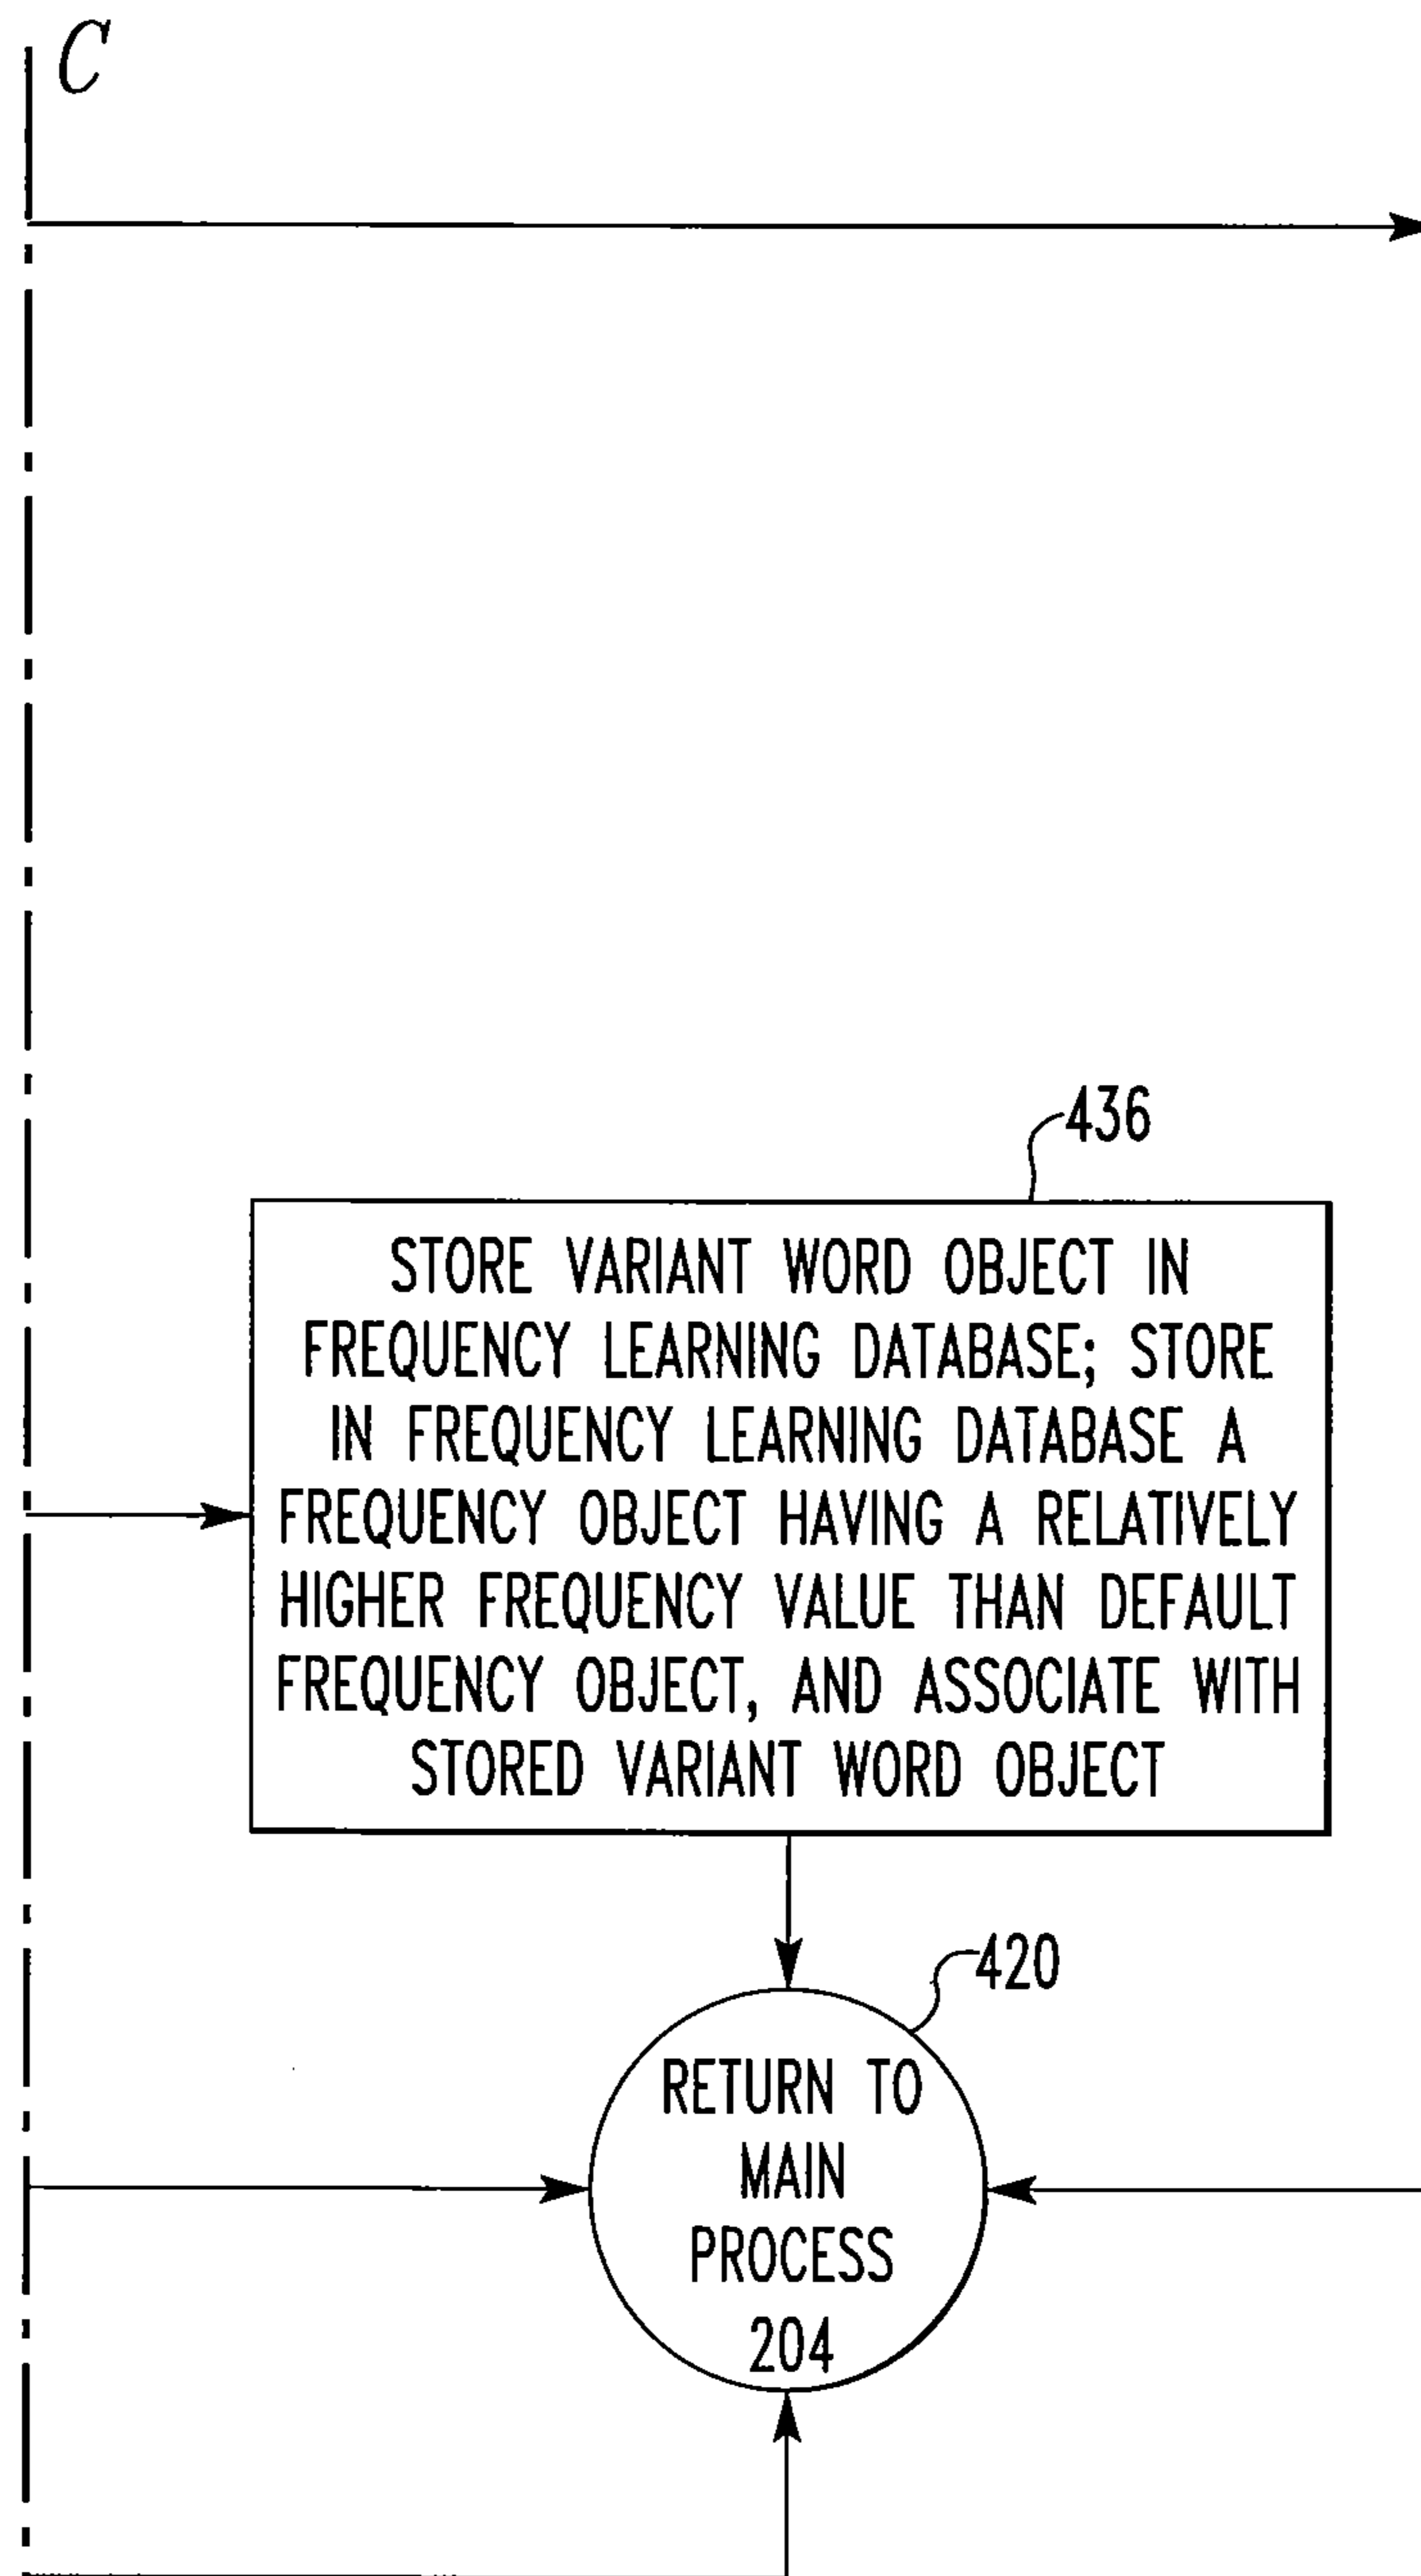 C
436
STORE VARIANT WORD OBJECT IN
FREQUENCY LEARNING DATABASE; STORE
IN FREQUENCY LEARNING DATABASE A
FREQUENCY OBJECT HAVING A RELATIVELY
HIGHER FREQUENCY VALUE THAN DEFAULT
FREQUENCY OBJECT, AND ASSOCIATE WITH
STORED VARIANT WORD OBJECT
420
RETURN TO
MAIN
PROCESS
204